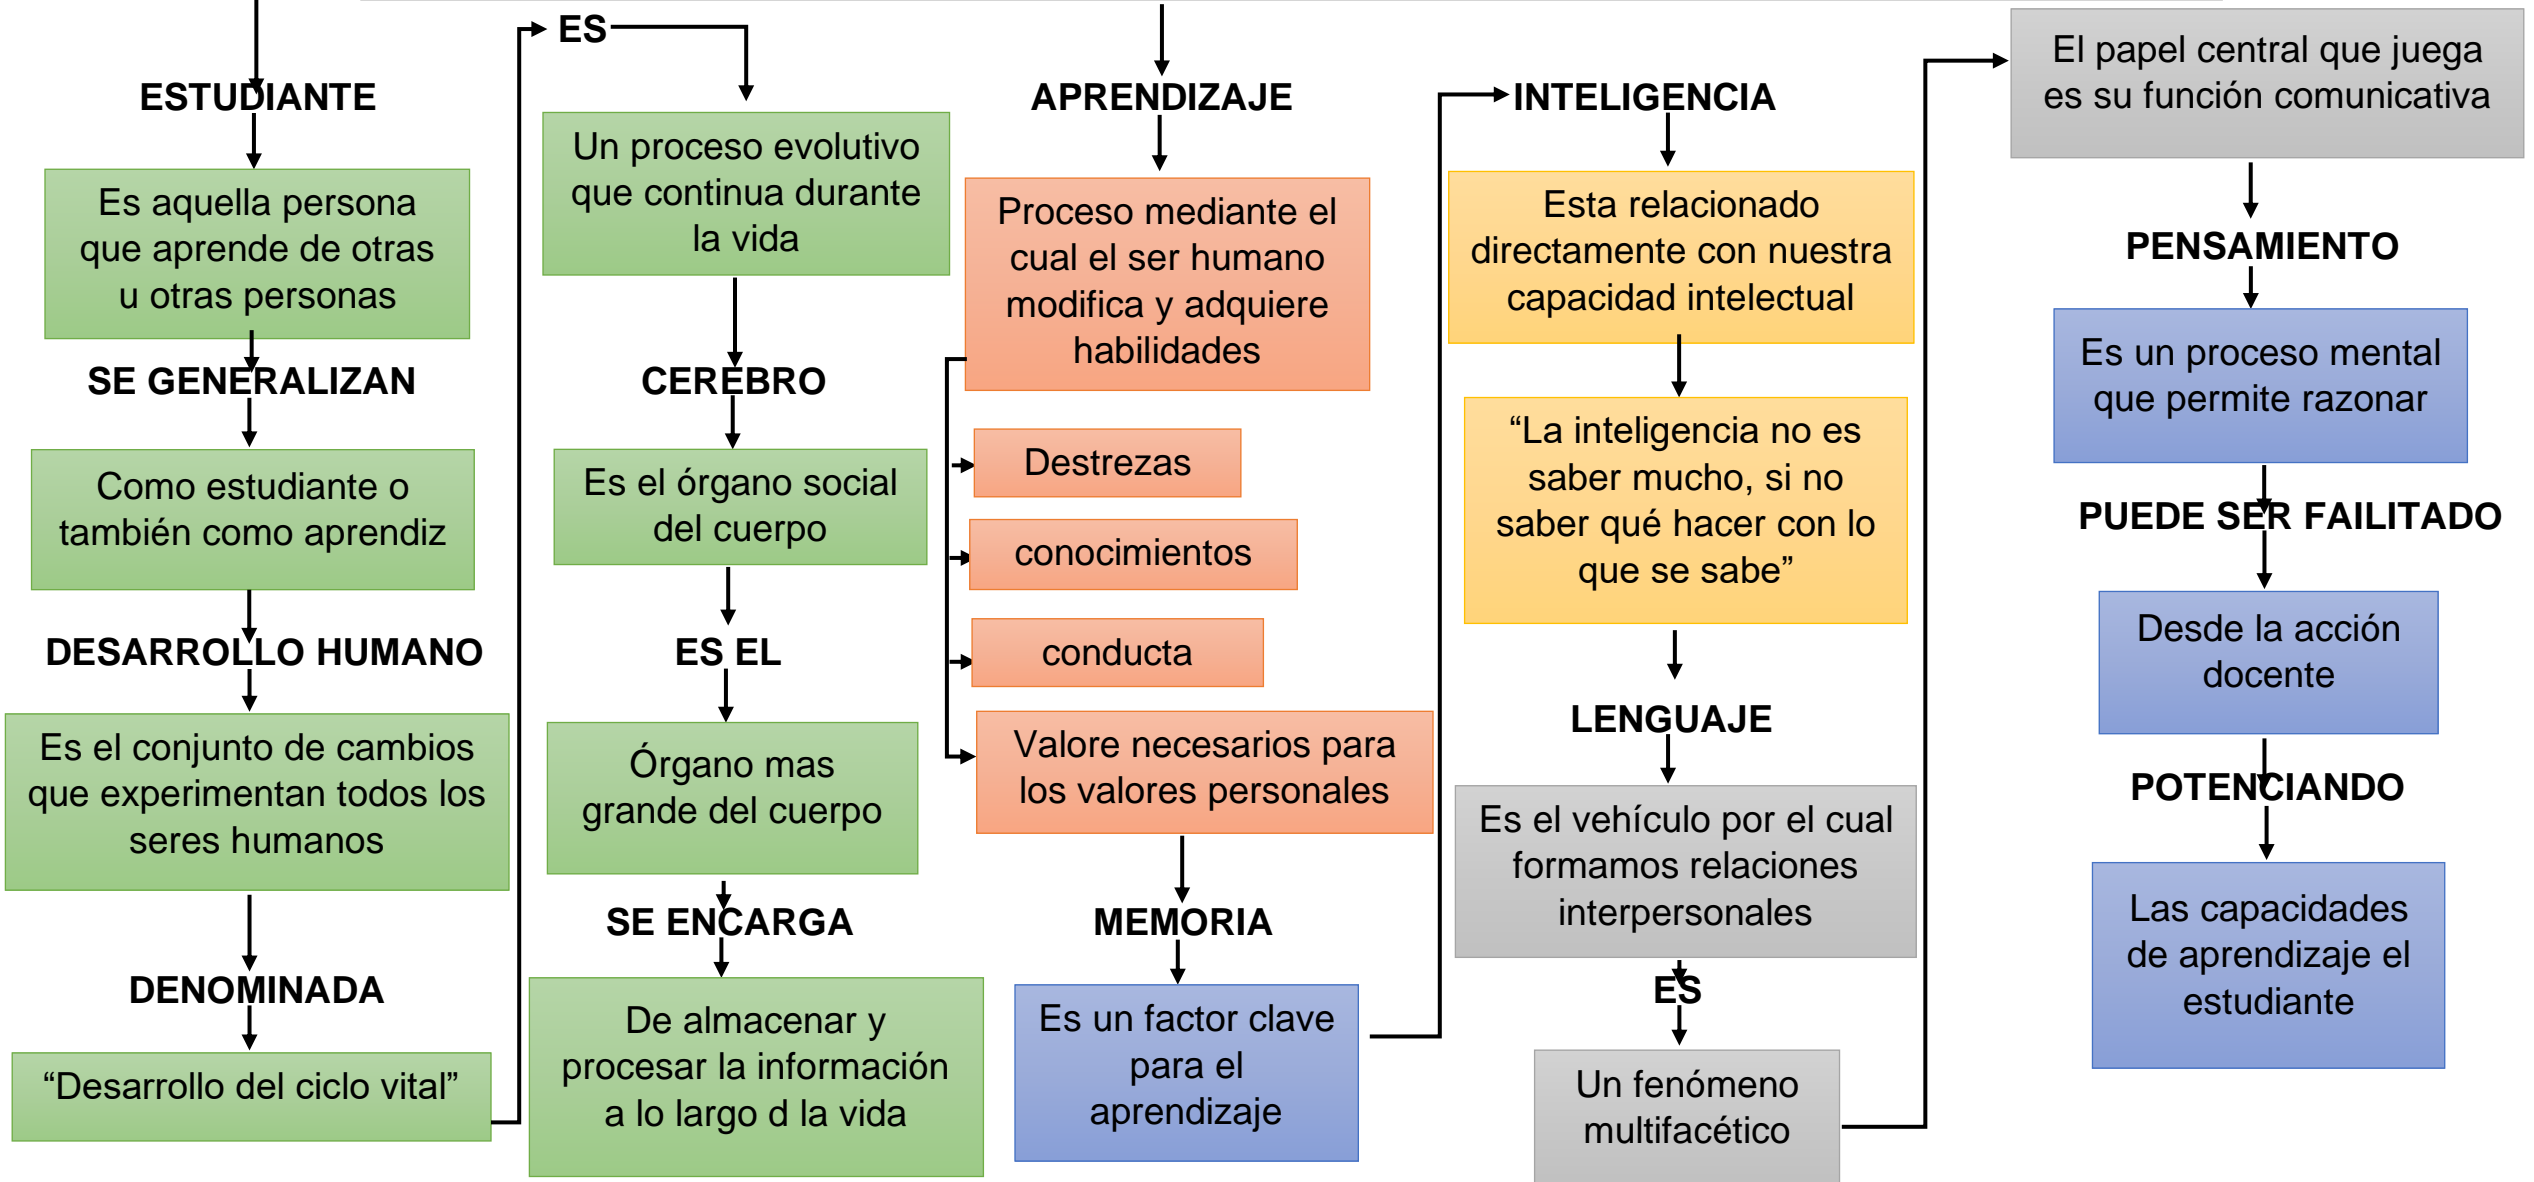 ESTUDIANTE
Es aquella persona
que aprende de otras
u otras personas
SE GENERALIZAN
Como estudiante o
también como aprendiz
DESARROLLO HUMANO
Es el conjunto de cambios
que experimentan todos los
seres humanos
DENOMINADA
“Desarrollo del ciclo vital”
ES
Un proceso evolutivo
que continua durante
la vida
CEREBRO
Es el órgano social
del cuerpo
ES EL
Órgano mas
grande del cuerpo
SE ENCARGA
De almacenar y
procesar la información
a lo largo d la vida
APRENDIZAJE
Proceso mediante el
cual el ser humano
modifica y adquiere
habilidades
Destrezas
conocimientos
conducta
Valore necesarios para
los valores personales
MEMORIA
Es un factor clave
para el
aprendizaje
INTELIGENCIA
Esta relacionado
directamente con nuestra
capacidad intelectual
“La inteligencia no es
saber mucho, si no
saber qué hacer con lo
que se sabe”
LENGUAJE
Es el vehículo por el cual
formamos relaciones
interpersonales
ES
Un fenómeno
multifacético
El papel central que juega
es su función comunicativa
PENSAMIENTO
Es un proceso mental
que permite razonar
PUEDE SER FAILITADO
Desde la acción
docente
POTENCIANDO
Las capacidades
de aprendizaje el
estudiante